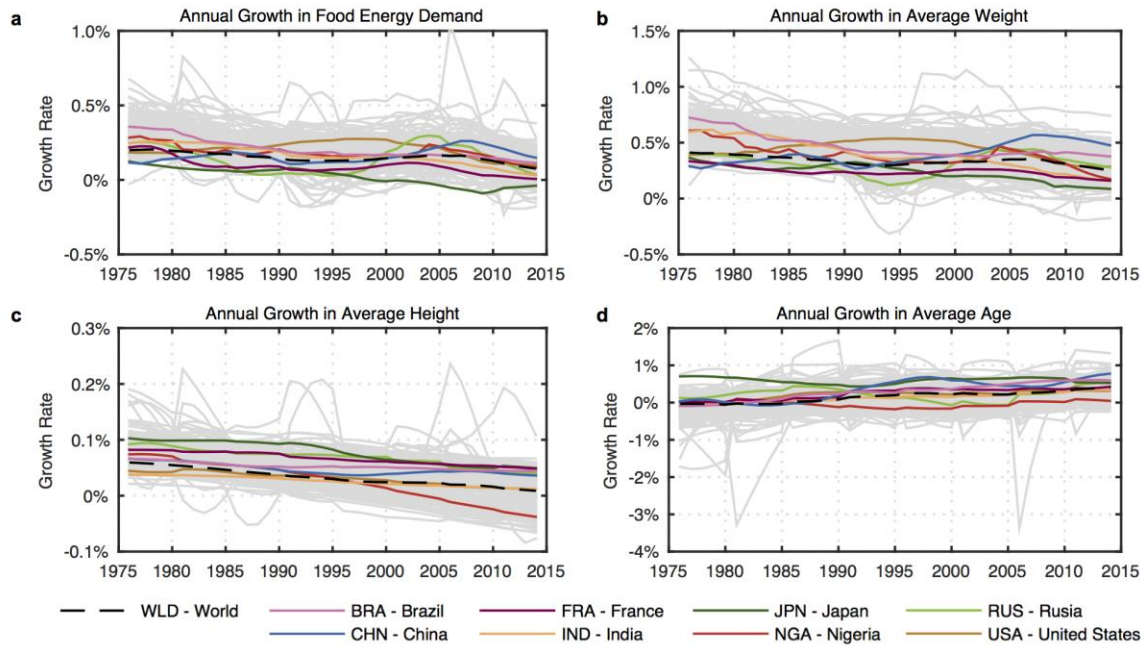 a Annual Growth in Food Energy Demand
1.0%
0.5%
0%
-0.5%
Growth Rate
1975 1980 1985 1990 1995 2000 2005 2010 2015
b Annual Growth in Average Weight
1.5%
1.0%
0.5%
0%
-0.5%
Growth Rate
1975 1980 1985 1990 1995 2000 2005 2010 2015
c Annual Growth in Average Height
0.3%
0.2%
0.1%
0%
-0.1%
Growth Rate
1975 1980 1985 1990 1995 2000 2005 2010 2015
d Annual Growth in Average Age
2%
1%
0%
-1%
-2%
-3%
-4%
Growth Rate
1975 1980 1985 1990 1995 2000 2005 2010 2015
WLD - World BRA - Brazil FRA - France JPN - Japan RUS - Rusia
CHN - China IND - India NGA - Nigeria USA - United States